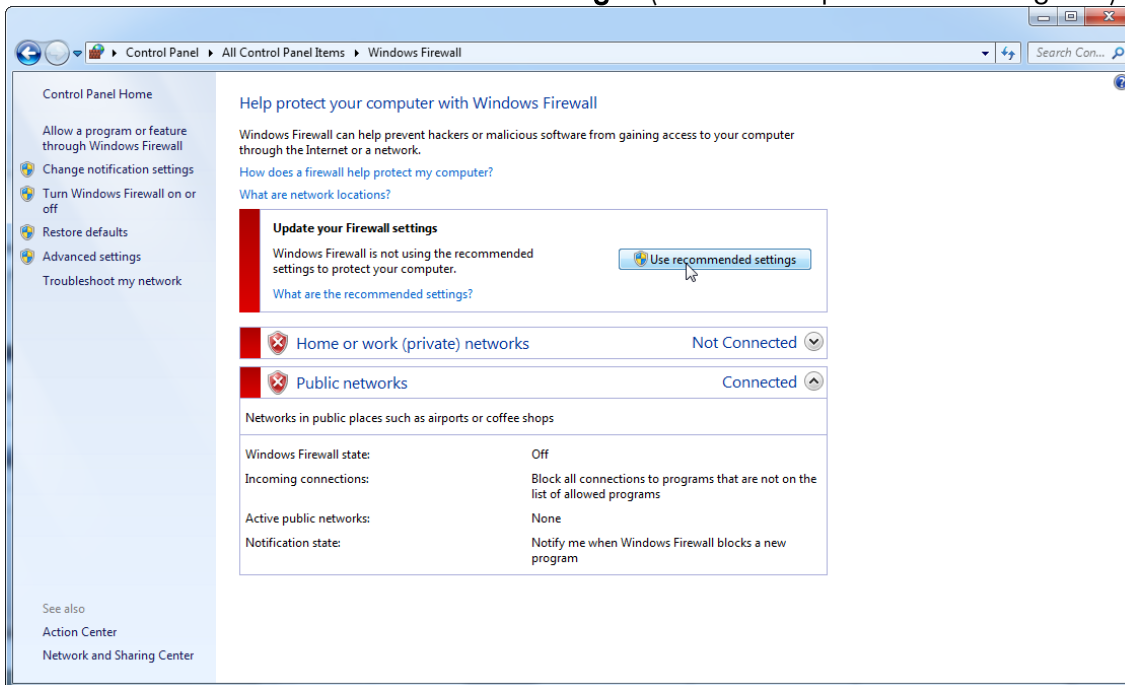 Control Panel ▸ All Control Panel Items ▸ Windows Firewall
Search Con...
Control Panel Home
Allow a program or feature
through Windows Firewall
Change notification settings
Turn Windows Firewall on or
off
Restore defaults
Advanced settings
Troubleshoot my network
See also
Action Center
Network and Sharing Center
Help protect your computer with Windows Firewall
Windows Firewall can help prevent hackers or malicious software from gaining access to your computer
through the Internet or a network.
How does a firewall help protect my computer?
What are network locations?
Update your Firewall settings
Windows Firewall is not using the recommended
settings to protect your computer.
Use recommended settings
What are the recommended settings?
Home or work (private) networks Not Connected
Public networks Connected
Networks in public places such as airports or coffee shops
Windows Firewall state: Off
Incoming connections: Block all connections to programs that are not on the
list of allowed programs
Active public networks: None
Notification state: Notify me when Windows Firewall blocks a new
program